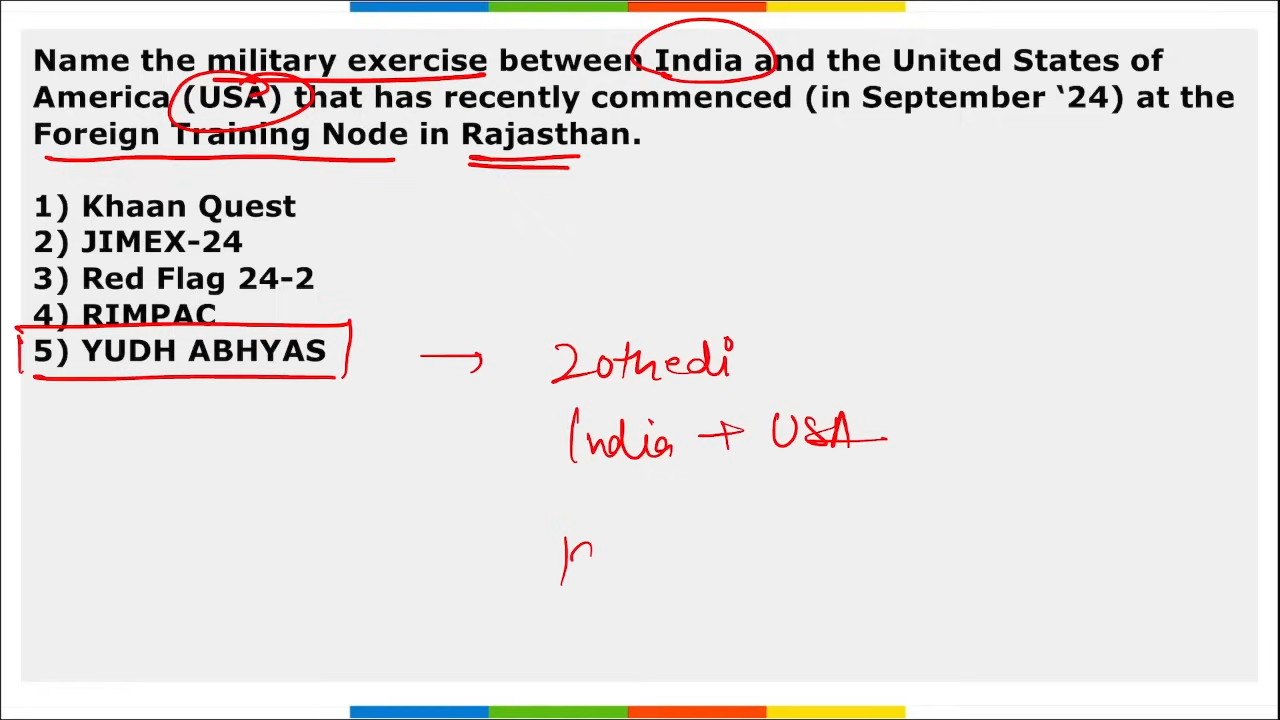 Name the military exercise between India and the United States of
America (USA) that has recently commenced (in September ‘24) at the
Foreign Training Node in Rajasthan.
1) Khaan Quest
2) JIMEX-24
3) Red Flag 24-2
4) RIMPAC
5) YUDH ABHYAS
20th edi
India + USA